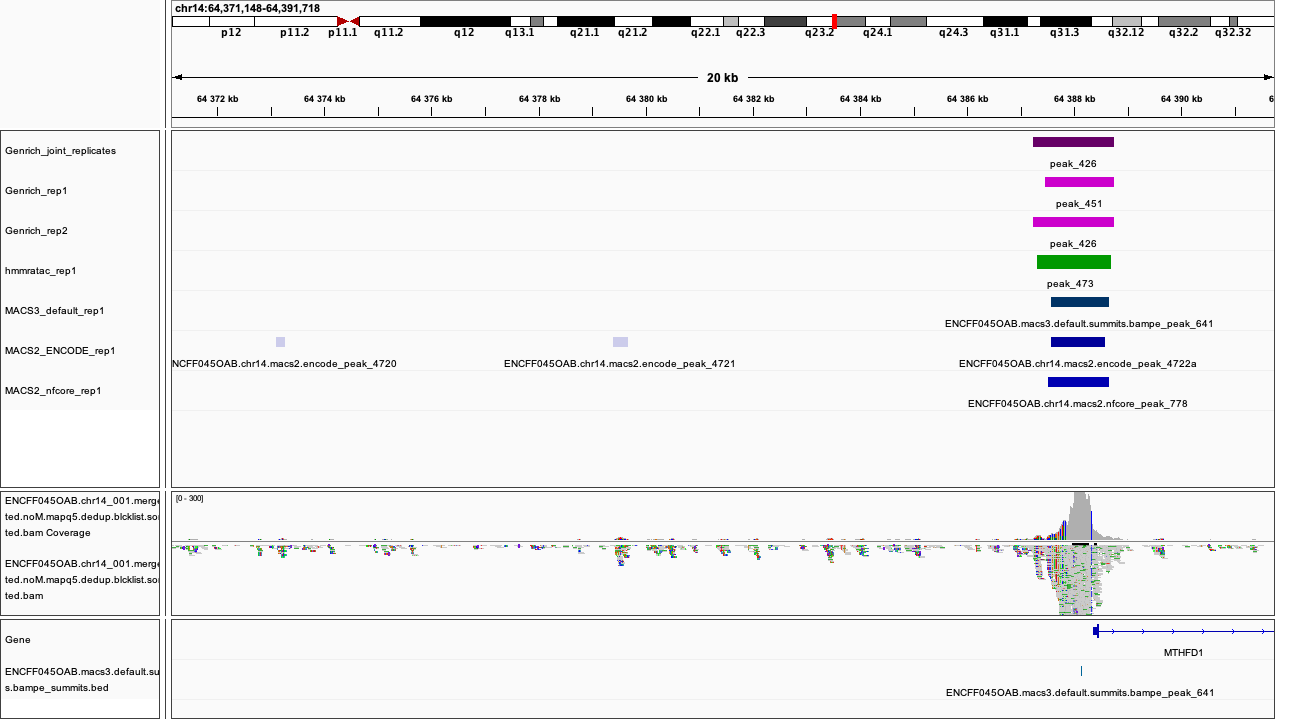 chr14:64,371,148-64,391,718
p12 p11.2 p11.1 q11.2 q12 q13.1 q21.1 q21.2 q22.1 q22.3 q23.2 q24.1 q24.3 q31.1 q31.3 q32.12 q32.2 q32.32
20 kb
64 372 kb 64 374 kb 64 376 kb 64 378 kb 64 380 kb 64 382 kb 64 384 kb 64 386 kb 64 388 kb 64 390 kb 6
Genrich_joint_replicates
peak_426
Genrich_rep1
peak_451
Genrich_rep2
peak_426
hmmratac_rep1
peak_473
MACS3_default_rep1
ENCFF045OAB.macs3.default.summits.bampe_peak_641
MACS2_ENCODE_rep1
NCFF045OAB.chr14.macs2.encode_peak_4720 ENCFF045OAB.chr14.macs2.encode_peak_4721 ENCFF045OAB.chr14.macs2.encode_peak_4722a
MACS2_nfcore_rep1
ENCFF045OAB.chr14.macs2.nfcore_peak_778
ENCFF045OAB.chr14_001.merge
ted.noM.mapq5.dedup.blcklist.so
ted.bam Coverage
[0 - 300]
ENCFF045OAB.chr14_001.merge
ted.noM.mapq5.dedup.blcklist.so
ted.bam
Gene
MTHFD1
ENCFF045OAB.macs3.default.su
s.bampe_summits.bed
ENCFF045OAB.macs3.default.summits.bampe_peak_641